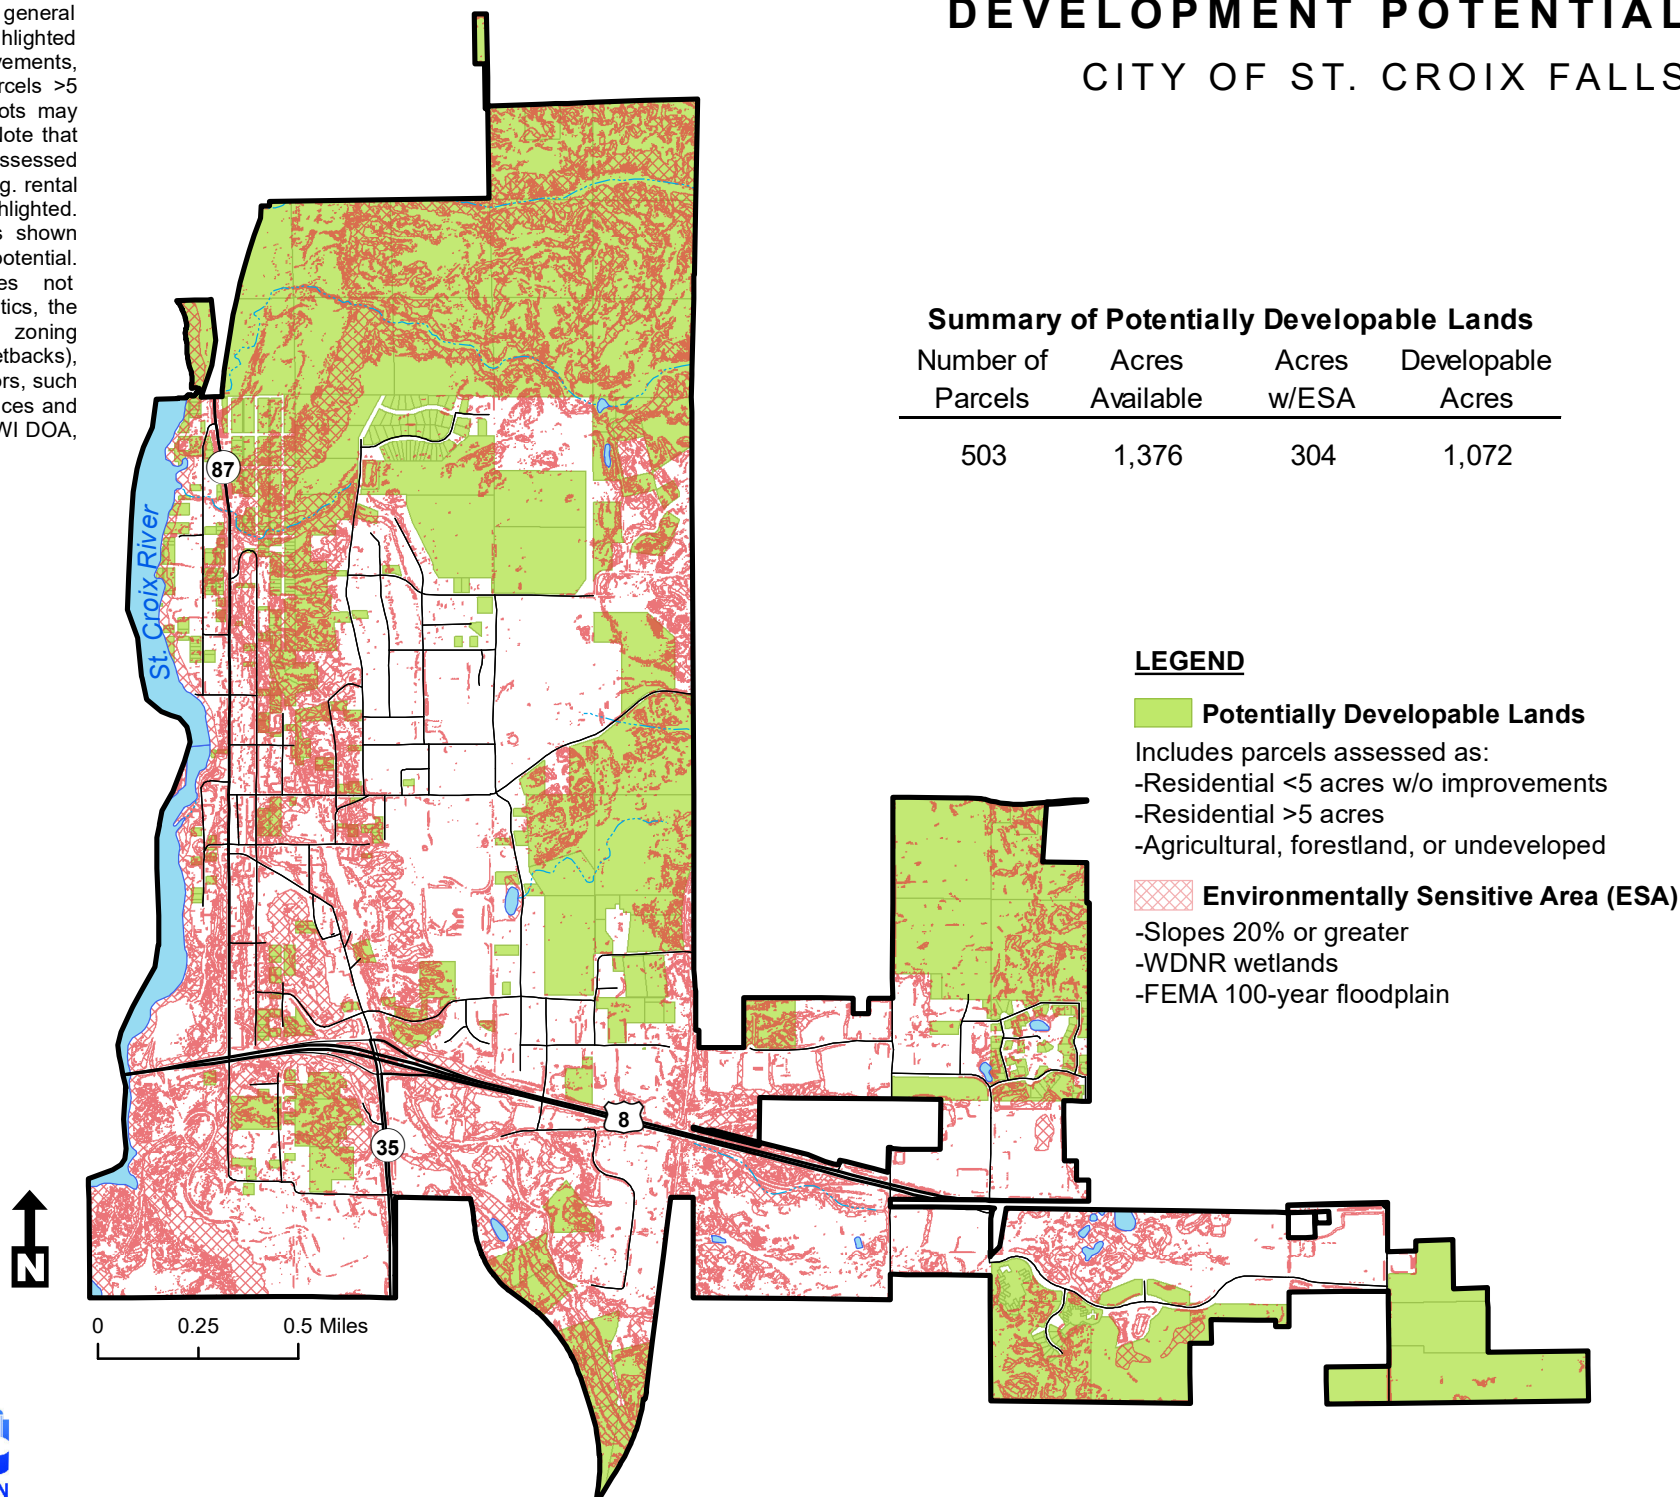 general
hlighted
vements,
rcels >5
ots may
lote that
ssessed
g. rental
hlighted.
s shown
potential.
es not
tics, the
zoning
etbacks),
ors, such
ces and
WI DOA,
DEVELOPMENT POTENTIAL
CITY OF ST. CROIX FALLS
Summary of Potentially Developable Lands
Number of Acres Acres Developable
Parcels Available w/ESA Acres
503 1,376 304 1,072
87
St. Croix River
LEGEND
Potentially Developable Lands
Includes parcels assessed as:
-Residential <5 acres w/o improvements
-Residential >5 acres
-Agricultural, forestland, or undeveloped
Environmentally Sensitive Area (ESA)
-Slopes 20% or greater
-WDNR wetlands
-FEMA 100-year floodplain
8
35
N
0 0.25 0.5 Miles
N